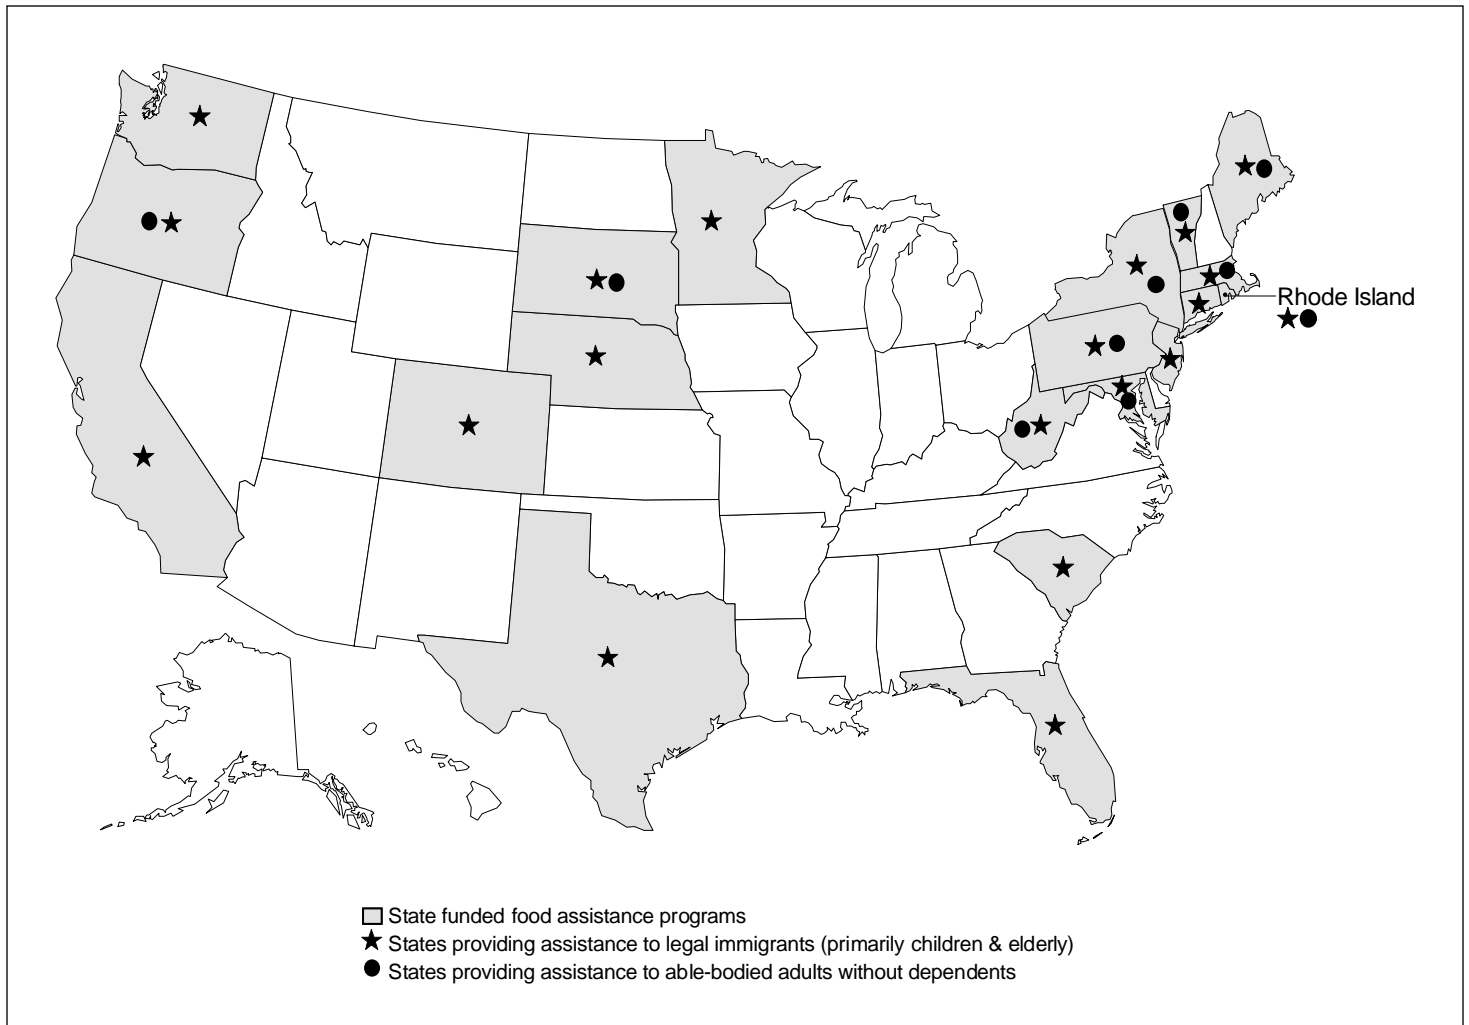 Rhode Island
State funded food assistance programs
States providing assistance to legal immigrants (primarily children & elderly)
States providing assistance to able-bodied adults without dependents